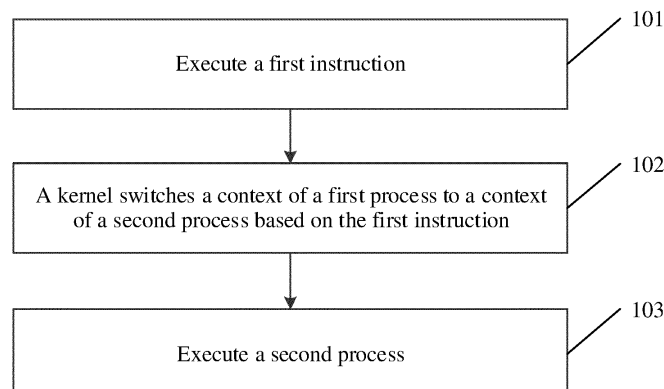 101
Execute a first instruction
102
A kernel switches a context of a first process to a context
of a second process based on the first instruction
103
Execute a second process